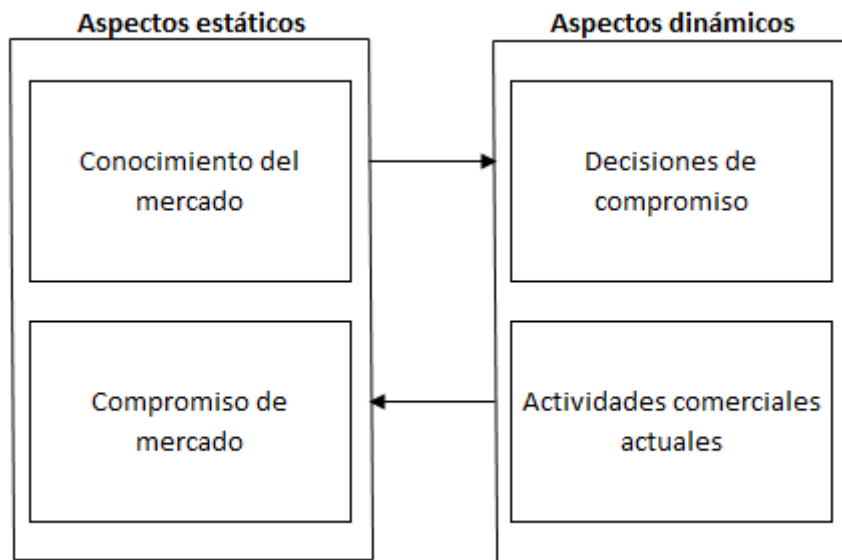 Aspectos estáticos
Aspectos dinámicos
Conocimiento del
mercado
Decisiones de
compromiso
Compromiso de
mercado
Actividades comerciales
actuales